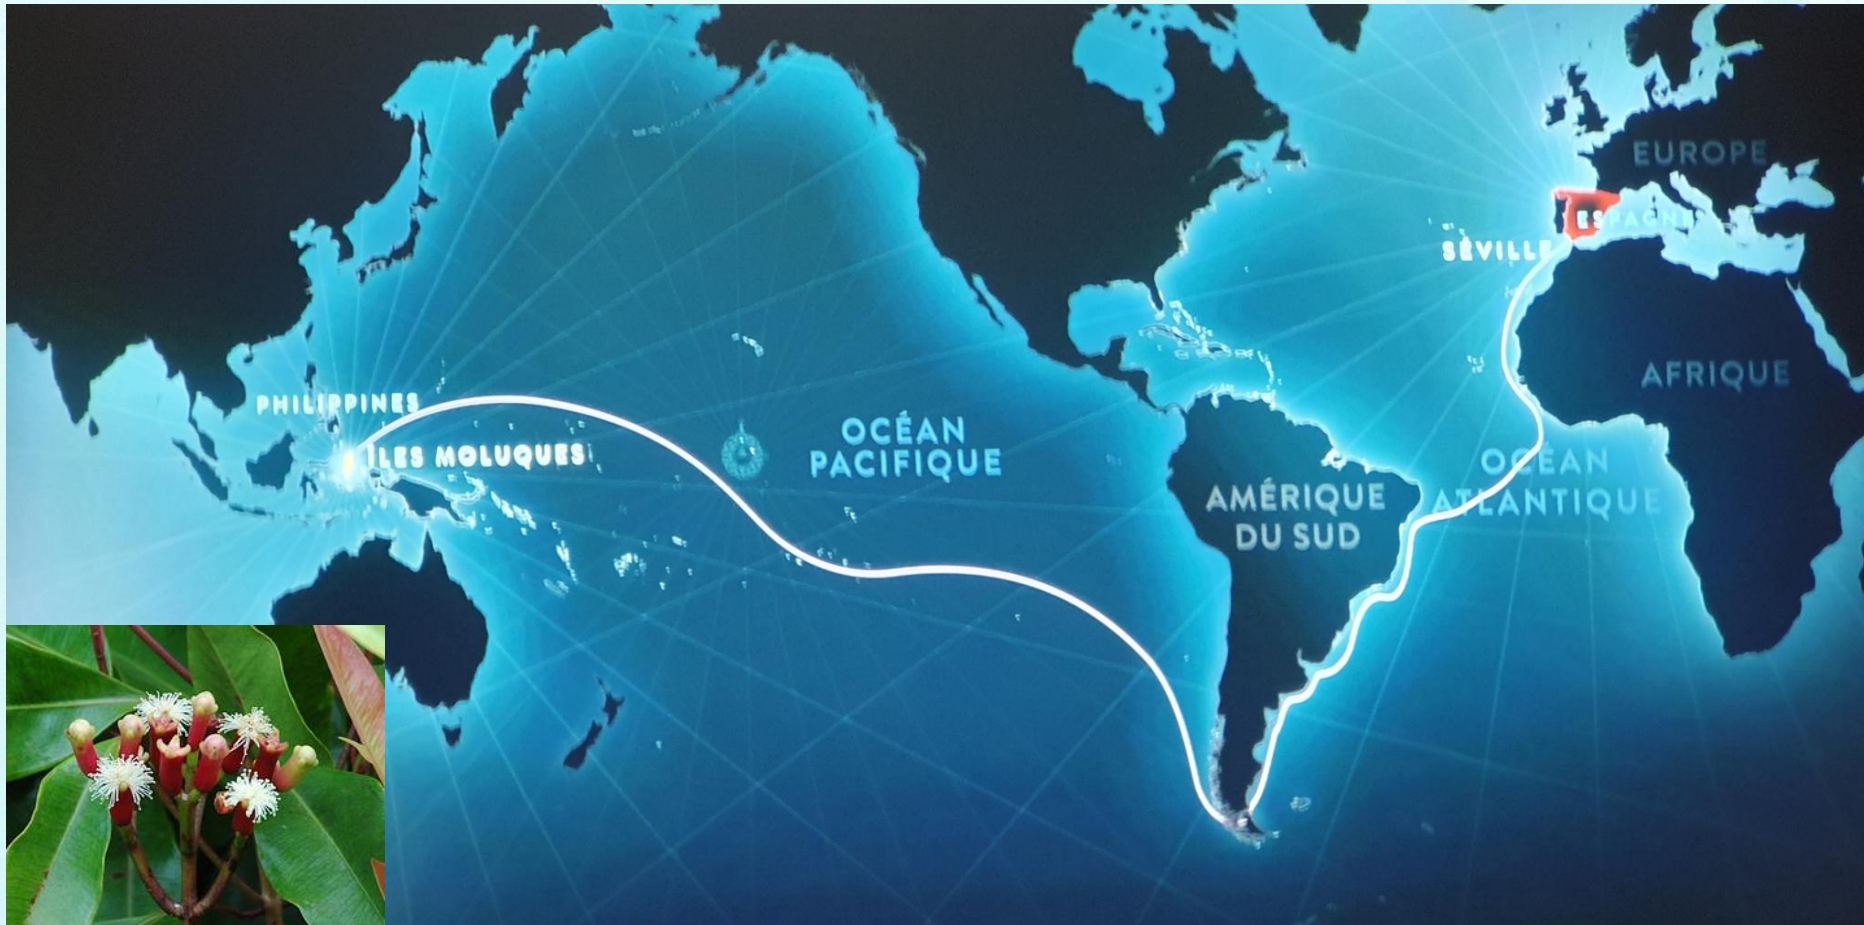 EUROPE
ESPAGNE
SÉVILLE
AFRIQUE
PHILIPPINES
ÎLES MOLUQUES
OCÉAN
PACIFIQUE
AMÉRIQUE
DU SUD
OCÉAN
ATLANTIQUE